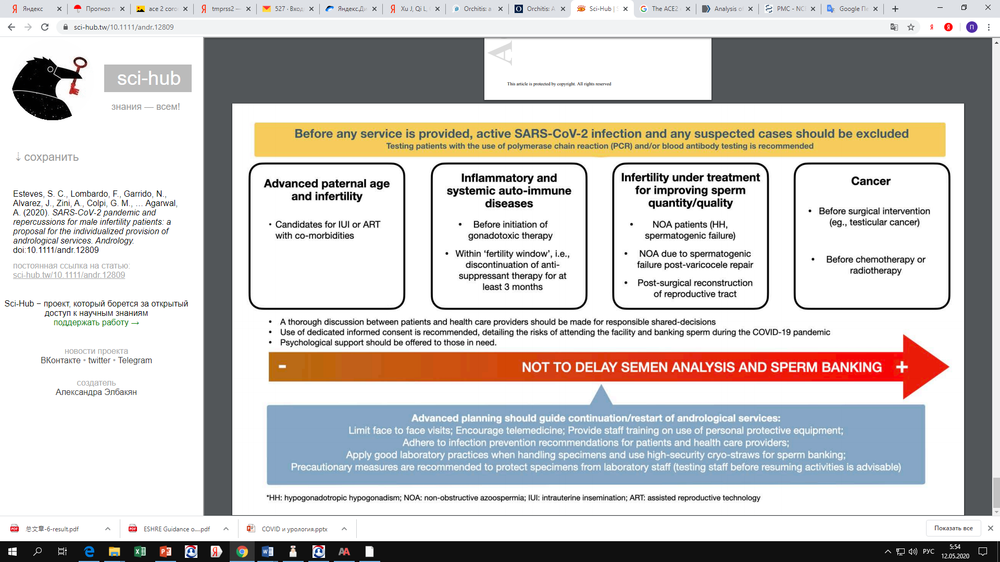 Яндекс
Прогноз п
ace 2 coro
tmprss2 —
527 · Вход
Яндекс.Ди
Xu J, Qi L,
Orchitis: a
Orchitis: A
Sci-Hub | S
The ACE2
Analysis of
PMC - NCB
Google Пе
sci-hub.tw/10.1111/andr.12809
П
sci-hub
знания — всем!
⇣ сохранить
Esteves, S. C., Lombardo, F., Garrido, N.,
Alvarez, J., Zini, A., Colpi, G. M., … Agarwal,
A. (2020). SARS-CoV-2 pandemic and
repercussions for male infertility patients: a
proposal for the individualized provision of
andrological services. Andrology.
doi:10.1111/andr.12809
постоянная ссылка на статью:
sci-hub.tw/10.1111/andr.12809
Sci-Hub − проект, который борется за открытый
доступ к научным знаниям
поддержать работу →
новости проекта
ВКонтакте • twitter • Telegram
создатель
Александра Элбакян
A
This article is protected by copyright. All rights reserved
Before any service is provided, active SARS-CoV-2 infection and any suspected cases should be excluded
Testing patients with the use of polymerase chain reaction (PCR) and/or blood antibody testing is recommended
Advanced paternal age
and infertility
• Candidates for IUI or ART
with co-morbidities
Inflammatory and
systemic auto-immune
diseases
• Before initiation of
gonadotoxic therapy
• Within ‘fertility window’, i.e.,
discontinuation of anti-
suppressant therapy for at
least 3 months
Infertility under treatment
for improving sperm
quantity/quality
• NOA patients (HH,
spermatogenic failure)
• NOA due to spermatogenic
failure post-varicocele repair
• Post-surgical reconstruction
of reproductive tract
Cancer
• Before surgical intervention
(eg., testicular cancer)
• Before chemotherapy or
radiotherapy
• A thorough discussion between patients and health care providers should be made for responsible shared-decisions
• Use of dedicated informed consent is recommended, detailing the risks of attending the facility and banking sperm during the COVID-19 pandemic
• Psychological support should be offered to those in need.
- NOT TO DELAY SEMEN ANALYSIS AND SPERM BANKING +
Advanced planning should guide continuation/restart of andrological services:
Limit face to face visits; Encourage telemedicine; Provide staff training on use of personal protective equipment;
Adhere to infection prevention recommendations for patients and health care providers;
Apply good laboratory practices when handling specimens and use high-security cryo-straws for sperm banking;
Precautionary measures are recommended to protect specimens from laboratory staff (testing staff before resuming activities is advisable)
*HH: hypogonadotropic hypogonadism; NOA: non-obstructive azoospermia; IUI: intrauterine insemination; ART: assisted reproductive technology
总文章-6-result.pdf
ESHRE Guidance o....pdf
COVID и урология.pptx
Показать все
РУС
5:54
12.05.2020